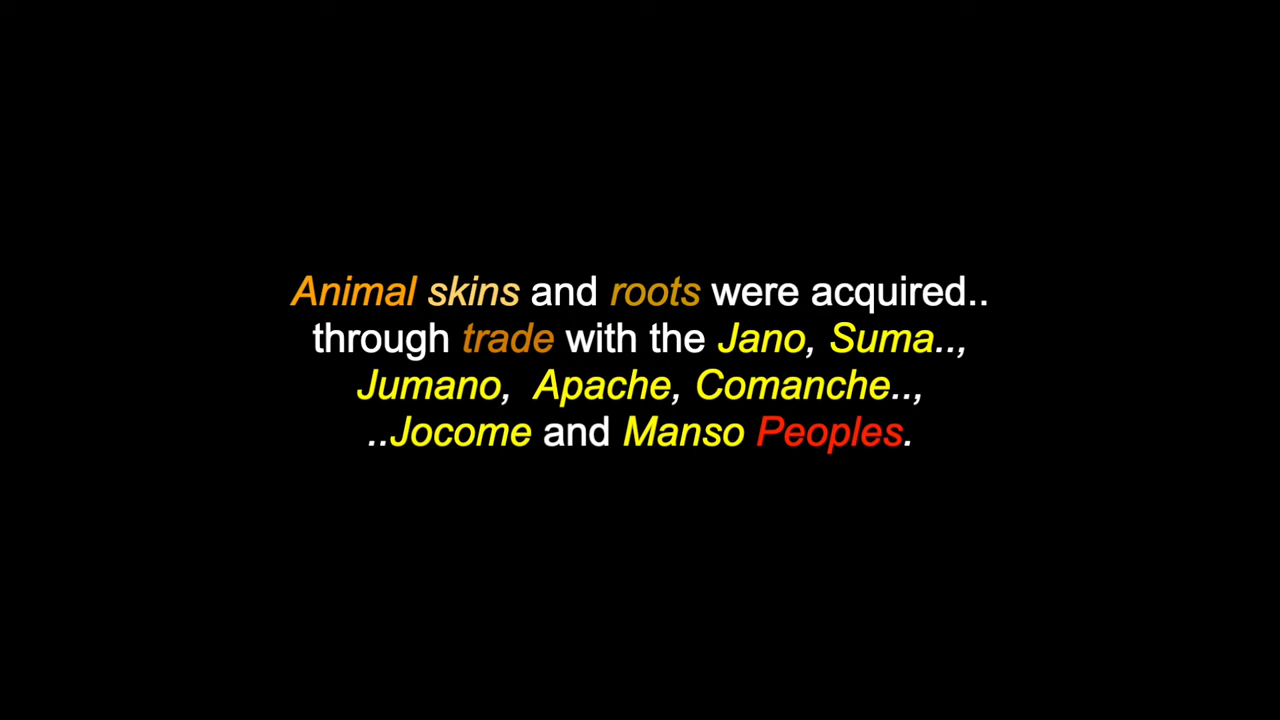 Animal skins and roots were acquired..
through trade with the Jano, Suma..,
Jumano, Apache, Comanche..,
..Jocome and Manso Peoples.